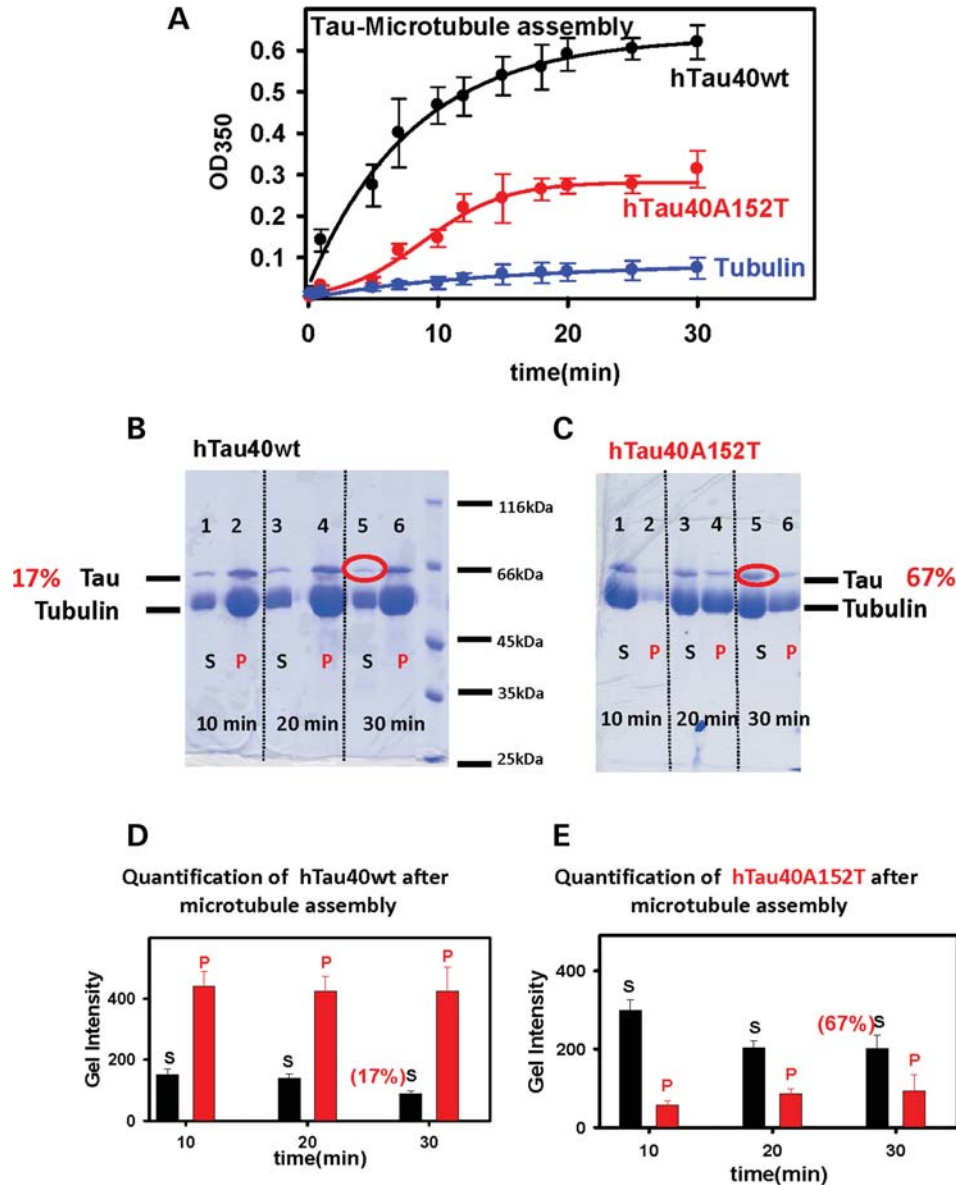 A
Tau-Microtubule assembly
0.6
hTau40wt
0.5
OD350
0.4
0.3
hTau40A152T
0.2
0.1
Tubulin
0 10 20 30
time(min)
B
hTau40wt
C
hTau40A152T
1 2 3 4 5 6
116kDa
1 2 3 4 5 6
17% Tau
66kDa
Tau 67%
Tubulin
Tubulin
45kDa
S P S P S P
S P S P S P
35kDa
10 min 20 min 30 min
10 min 20 min 30 min
25kDa
D
Quantification of hTau40wt after
microtubule assembly
Gel Intensity
400
200
0
S P S P (17%) S P
10 20 30
time(min)
E
Quantification of hTau40A152T after
microtubule assembly
Gel Intensity
400
200
0
S P S P (67%) S P
10 20 30
time(min)